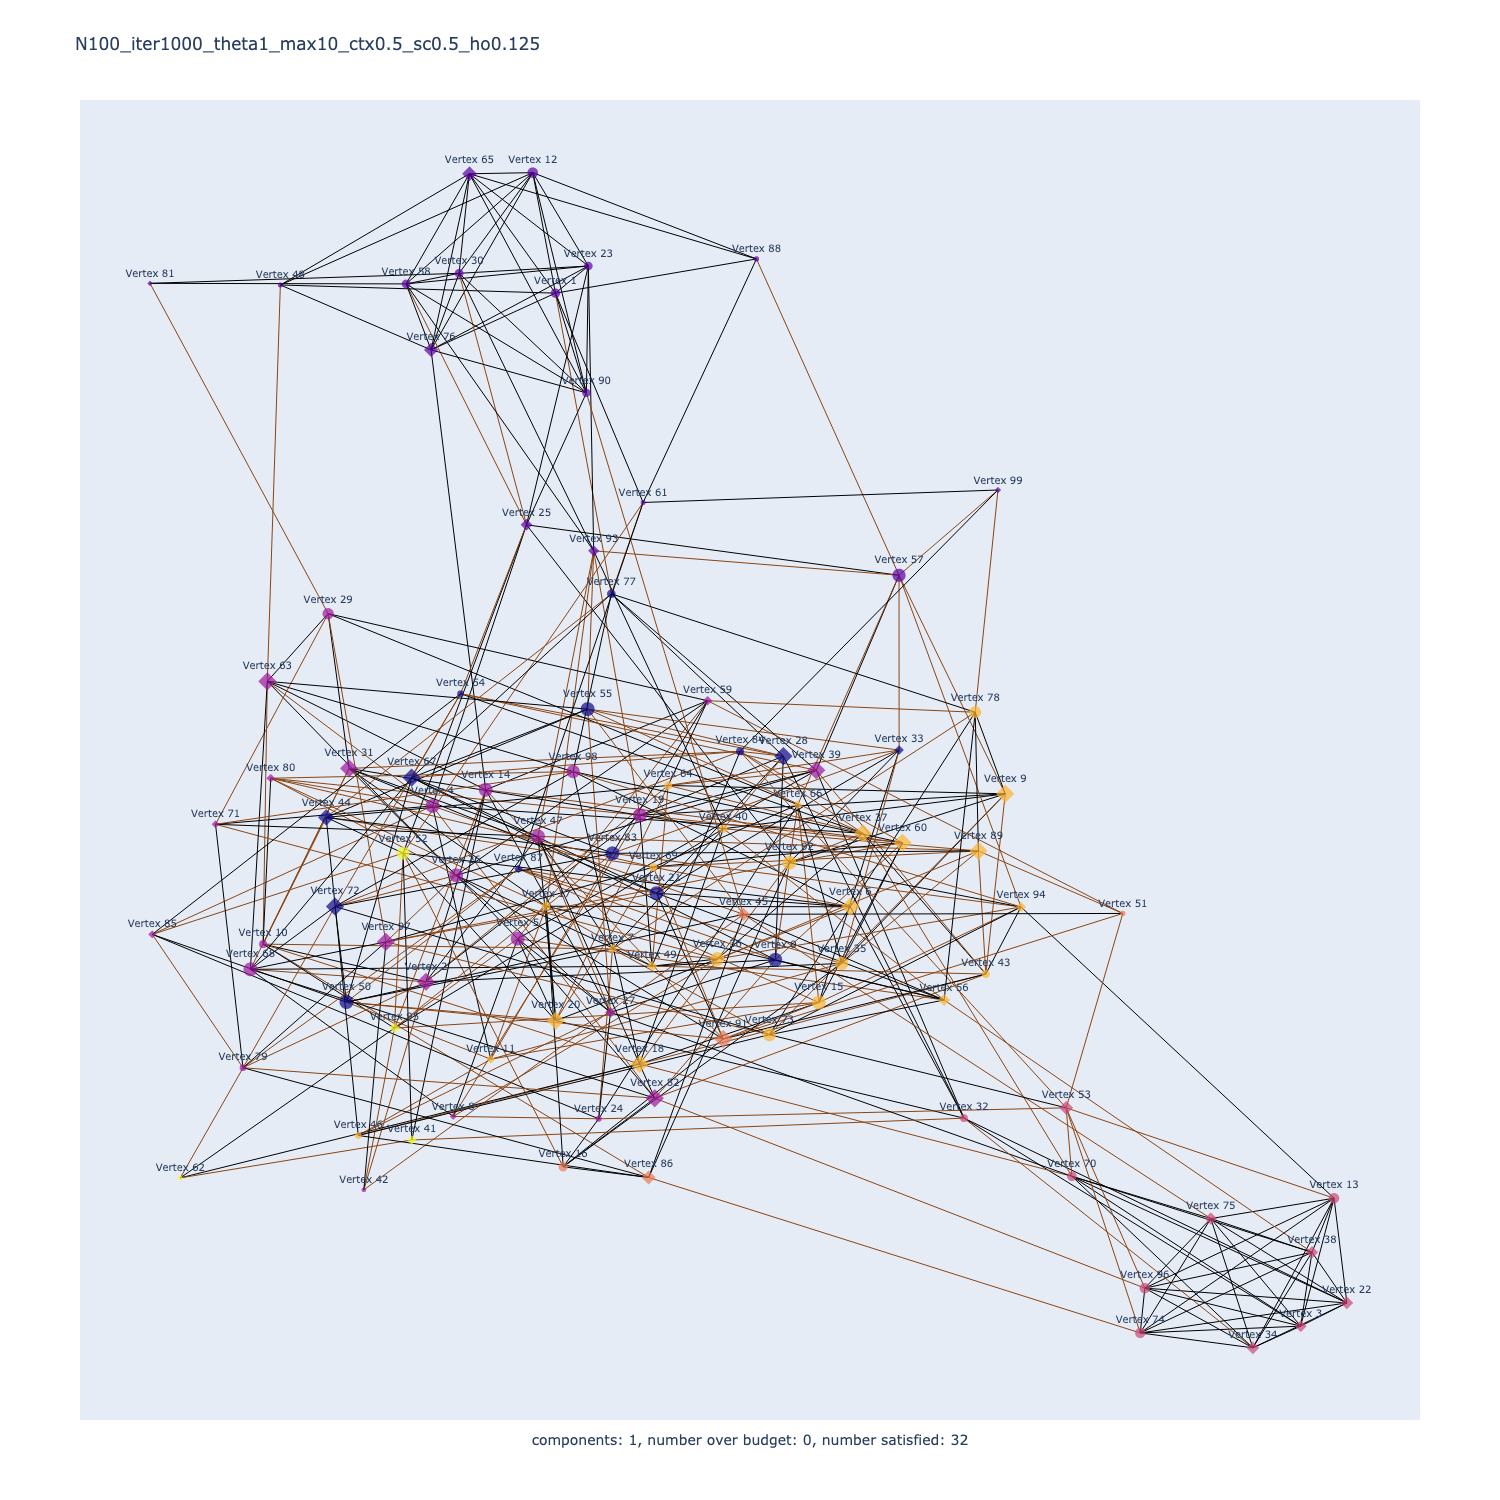 N100_iter1000_theta1_max10_ctx0.5_sc0.5_ho0.125
Vertex 65
Vertex 12
Vertex 23
Vertex 88
Vertex 30
Vertex 81
Vertex 48
Vertex 58
Vertex 1
Vertex 76
Vertex 90
Vertex 99
Vertex 61
Vertex 25
Vertex 93
Vertex 57
Vertex 77
Vertex 29
Vertex 63
Vertex 64
Vertex 55
Vertex 59
Vertex 78
Vertex 33
Vertex 28
Vertex 39
Vertex 31
Vertex 67
Vertex 80
Vertex 98
Vertex 14
Vertex 9
Vertex 4
Vertex 66
Vertex 44
Vertex 71
Vertex 19
Vertex 40
Vertex 37
Vertex 47
Vertex 60
Vertex 52
Vertex 83
Vertex 89
Vertex 69
Vertex 92
Vertex 87
Vertex 26
Vertex 21
Vertex 72
Vertex 17
Vertex 6
Vertex 94
Vertex 45
Vertex 51
Vertex 85
Vertex 97
Vertex 5
Vertex 10
Vertex 7
Vertex 68
Vertex 49
Vertex 36
Vertex 35
Vertex 43
Vertex 2
Vertex 50
Vertex 56
Vertex 15
Vertex 20
Vertex 27
Vertex 95
Vertex 91
Vertex 73
Vertex 11
Vertex 79
Vertex 18
Vertex 82
Vertex 53
Vertex 8
Vertex 24
Vertex 32
Vertex 46
Vertex 41
Vertex 16
Vertex 86
Vertex 62
Vertex 70
Vertex 42
Vertex 13
Vertex 75
Vertex 38
Vertex 96
Vertex 22
Vertex 3
Vertex 74
Vertex 34
components: 1, number over budget: 0, number satisfied: 32